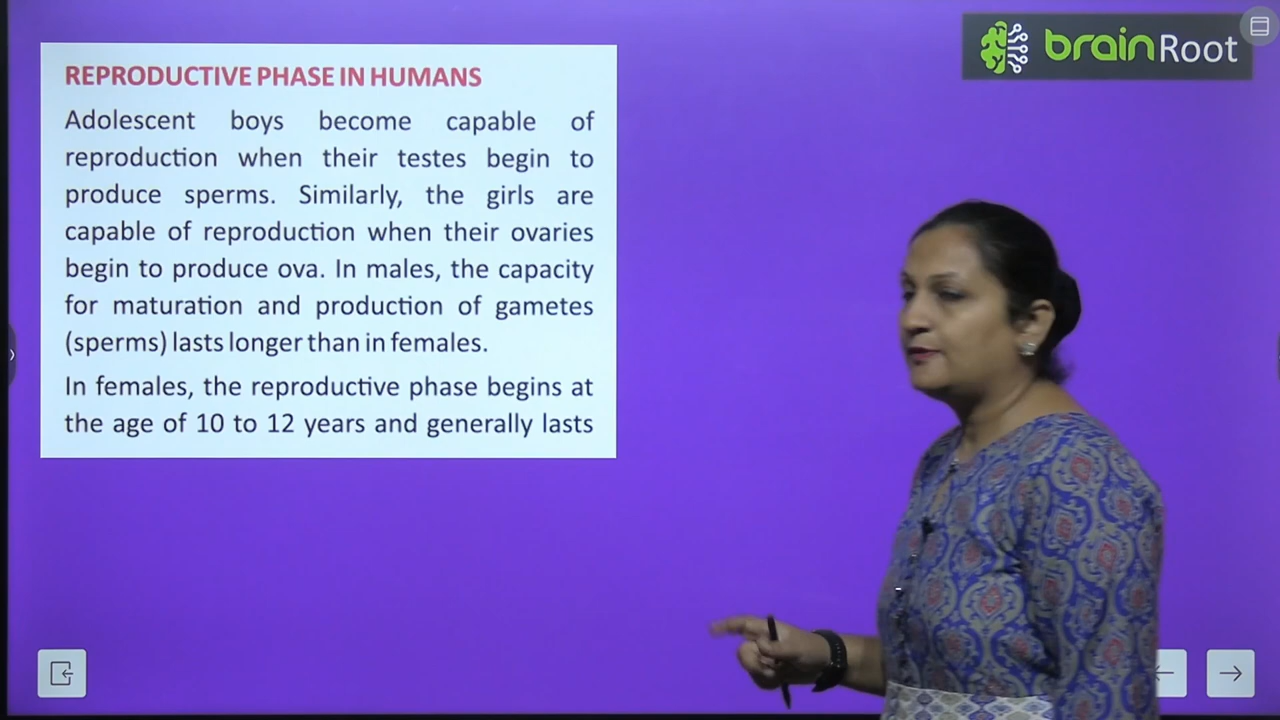 brainRoot
REPRODUCTIVE PHASE IN HUMANS
Adolescent boys become capable of
reproduction when their testes begin to
produce sperms. Similarly, the girls are
capable of reproduction when their ovaries
begin to produce ova. In males, the capacity
for maturation and production of gametes
(sperms) lasts longer than in females.
In females, the reproductive phase begins at
the age of 10 to 12 years and generally lasts